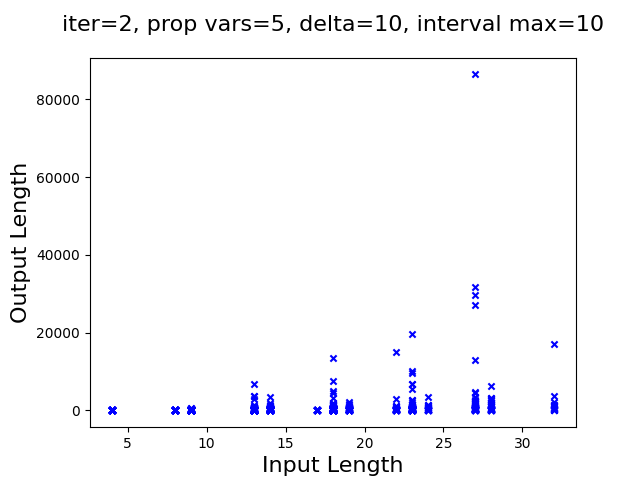 iter=2, prop vars=5, delta=10, interval max=10
80000
60000
40000
20000
0
Output Length
5 10 15 20 25 30
Input Length